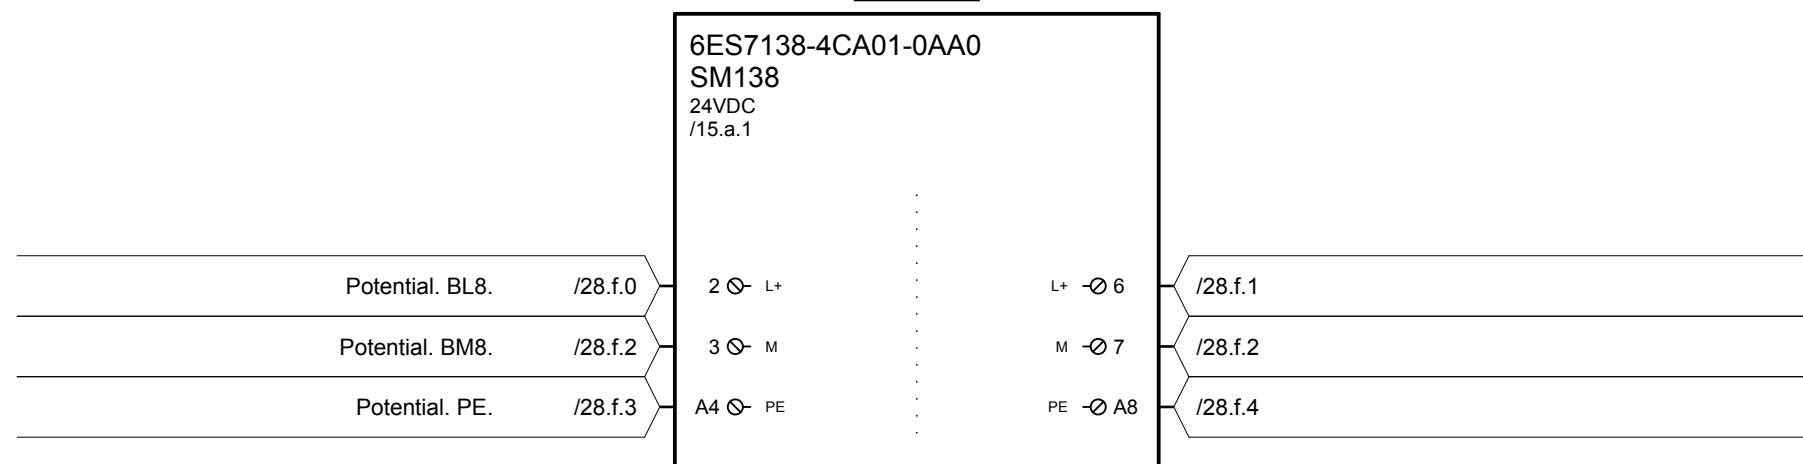 6ES7138-4CA01-0AA0
SM138
24VDC
/15.a.1
Potential. BL8. /28.f.0 2 L+ L+ 6 /28.f.1
Potential. BM8. /28.f.2 3 M M 7 /28.f.2
Potential. PE. /28.f.3 A4 PE PE A8 /28.f.4